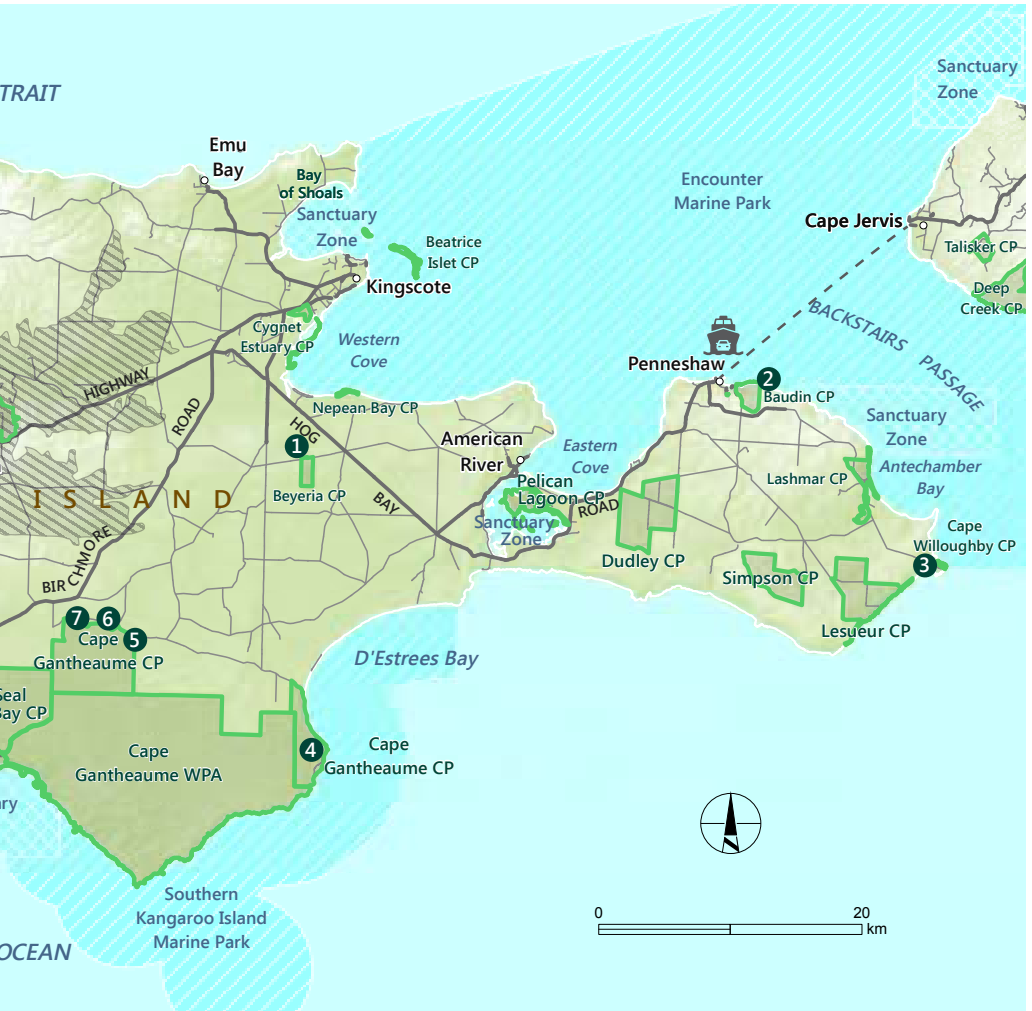 Sanctuary
Zone
TRAIT
Emu
Bay
Bay
of Shoals
Sanctuary
Zone
Encounter
Marine Park
Cape Jervis
Beatrice
Islet CP
Talisker CP
Kingscote
Deep
Creek CP
BACKSTAIRS PASSAGE
Cygnet
Estuary CP
Western
Cove
Penneshaw
2
Baudin CP
HIGHWAY
Nepean Bay CP
ROAD
HOG
BAY
ROAD
1
Beyeria CP
American
River
Eastern
Cove
Sanctuary
Zone
Antechamber
Bay
Lashmar CP
Pelican
Lagoon CP
Sanctuary
Zone
ISLAND
Dudley CP
Simpson CP
Cape
Willoughby CP
3
Lesueur CP
BIRCHMORE
7
6
5
Cape
Gantheaume CP
D'Estrees Bay
Seal
Bay CP
Cape
Gantheaume WPA
4
Cape
Gantheaume CP
ry
Southern
Kangaroo Island
Marine Park
OCEAN
0
20
km